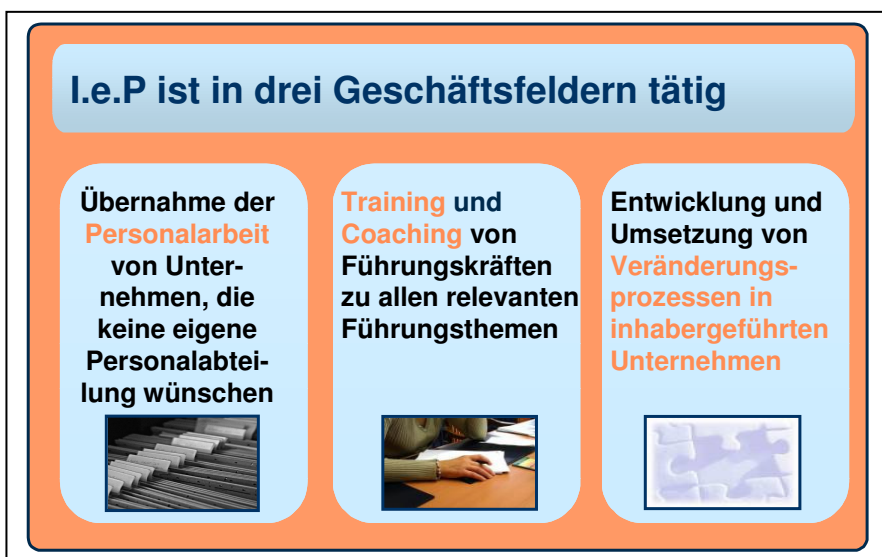 I.e.P ist in drei Geschäftsfeldern tätig
Übernahme der
Personalarbeit
von Unter-
nehmen, die
keine eigene
Personalabtei-
lung wünschen
Training und
Coaching von
Führungskräften
zu allen relevanten
Führungsthemen
Entwicklung und
Umsetzung von
Veränderungs-
prozessen in
inhabergeführten
Unternehmen